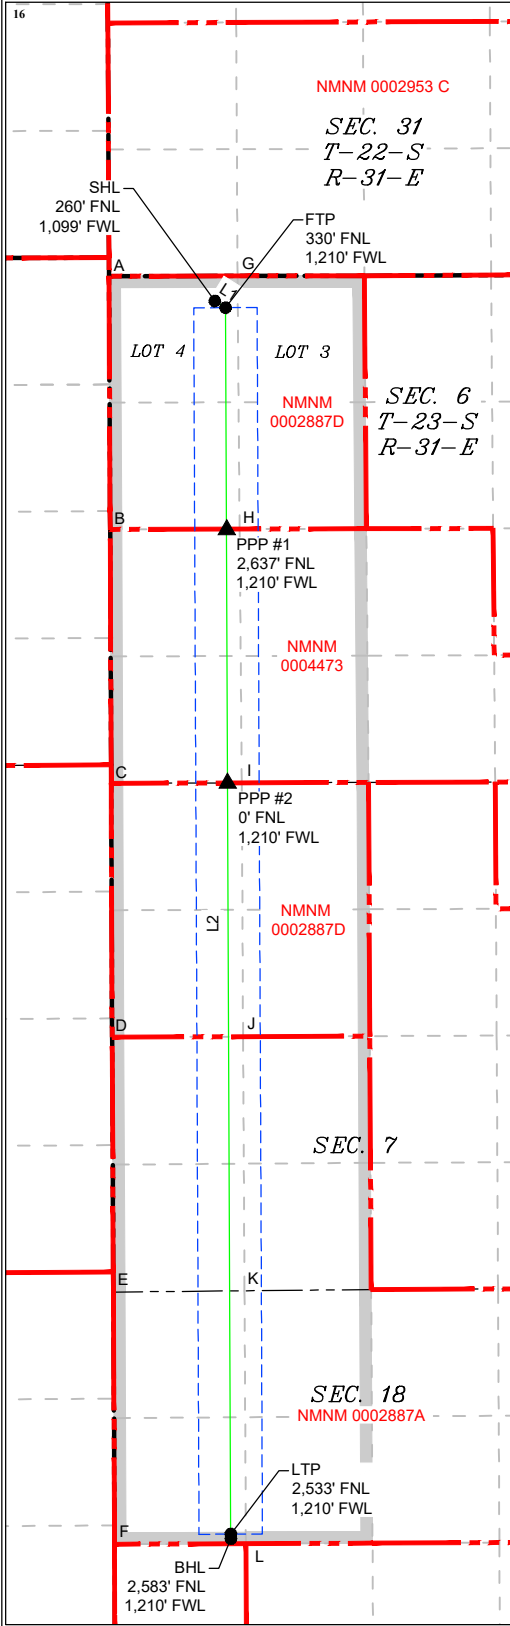 16
NMNM 0002953 C
SEC. 31
T-22-S
R-31-E
SHL
260' FNL
1,099' FWL
FTP
330' FNL
1,210' FWL
A
G
L1
LOT 4
LOT 3
NMNM
0002887D
SEC. 6
T-23-S
R-31-E
B
H
PPP #1
2,637' FNL
1,210' FWL
NMNM
0004473
C
I
PPP #2
0' FNL
1,210' FWL
L2
NMNM
0002887D
D
J
SEC. 7
E
K
SEC. 18
NMNM 0002887A
LTP
2,533' FNL
1,210' FWL
F
L
BHL
2,583' FNL
1,210' FWL